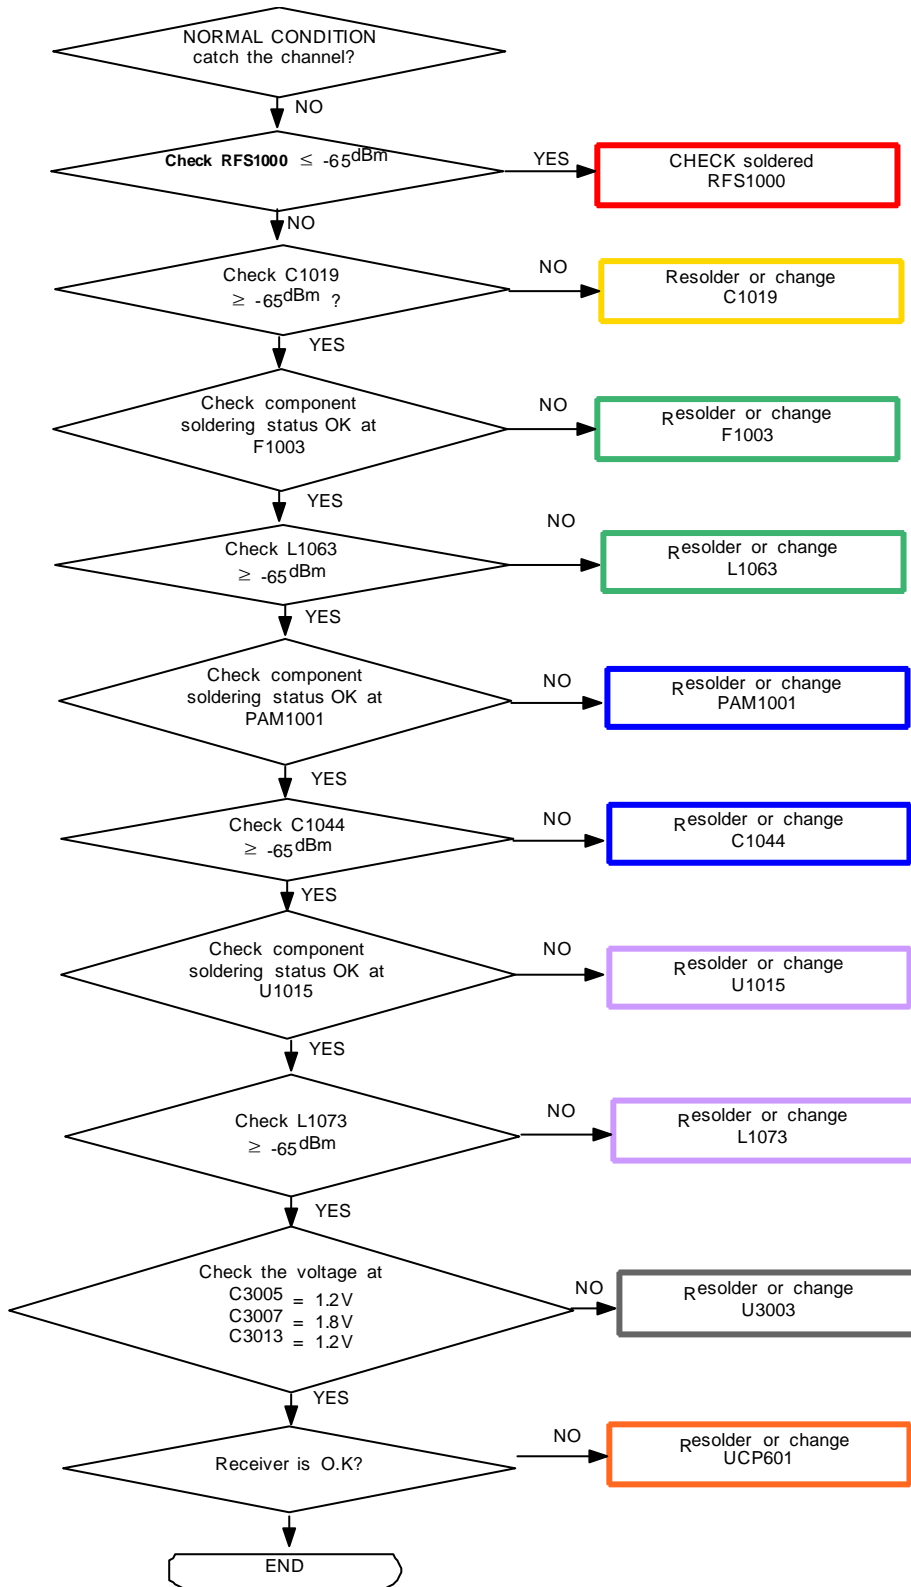 NORMAL CONDITION
catch the channel?
NO
Check RFS1000 ≤ -65dBm
YES
CHECK soldered
RFS1000
NO
Check C1019
≥ -65dBm ?
NO
Resolder or change
C1019
YES
Check component
soldering status OK at
F1003
NO
Resolder or change
F1003
YES
Check L1063
≥ -65dBm
NO
Resolder or change
L1063
YES
Check component
soldering status OK at
PAM1001
NO
Resolder or change
PAM1001
YES
Check C1044
≥ -65dBm
NO
Resolder or change
C1044
YES
Check component
soldering status OK at
U1015
NO
Resolder or change
U1015
YES
Check L1073
≥ -65dBm
NO
Resolder or change
L1073
YES
Check the voltage at
C3005 = 1.2V
C3007 = 1.8V
C3013 = 1.2V
NO
Resolder or change
U3003
YES
Receiver is O.K?
NO
Resolder or change
UCP601
END